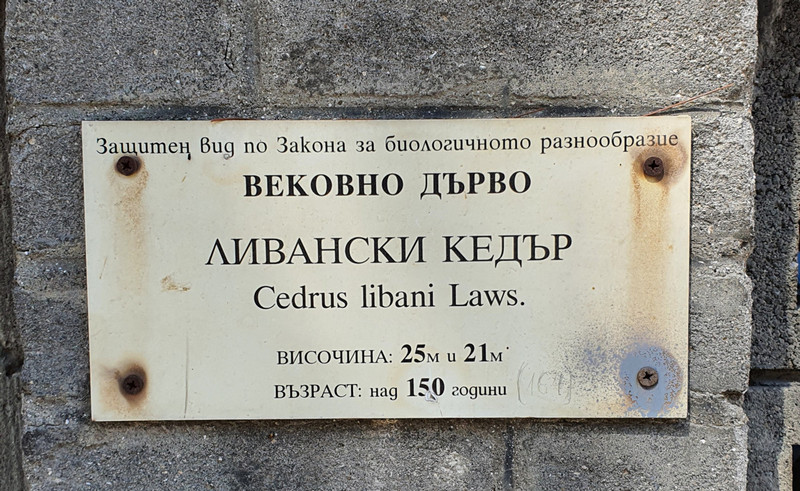 Защитен вид по Закона за биологичното разнообразие
ВЕКОВНО ДЪРВО
ЛИВАНСКИ КЕДЪР
Cedrus libani Laws.
ВИСОЧИНА: 25м и 21м
ВЪЗРАСТ: над 150 години